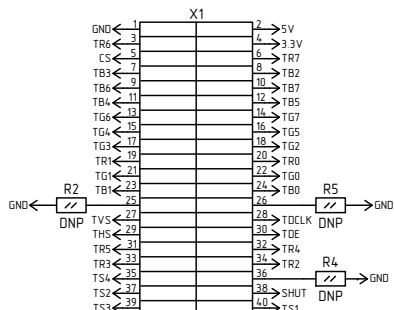 X1
GND 1 2 5V
TR6 3 4 3.3V
CS 5 6 TR7
TB3 7 8 TB2
TB6 9 10 TB7
TB4 11 12 TB5
TG6 13 14 TG7
TG4 15 16 TG5
TG3 17 18 TG2
TR1 19 20 TR0
TG1 21 22 TG0
TB1 23 24 TB0
R2 R5
GND 25 26 GND
DNP DNP
TVS 27 28 TDCLK
THS 29 30 TDE
TR5 31 32 TR4
TR3 33 34 TR2
R4
TS4 35 36 GND
DNP
TS2 37 38 SHUT
TS3 39 40 TS1